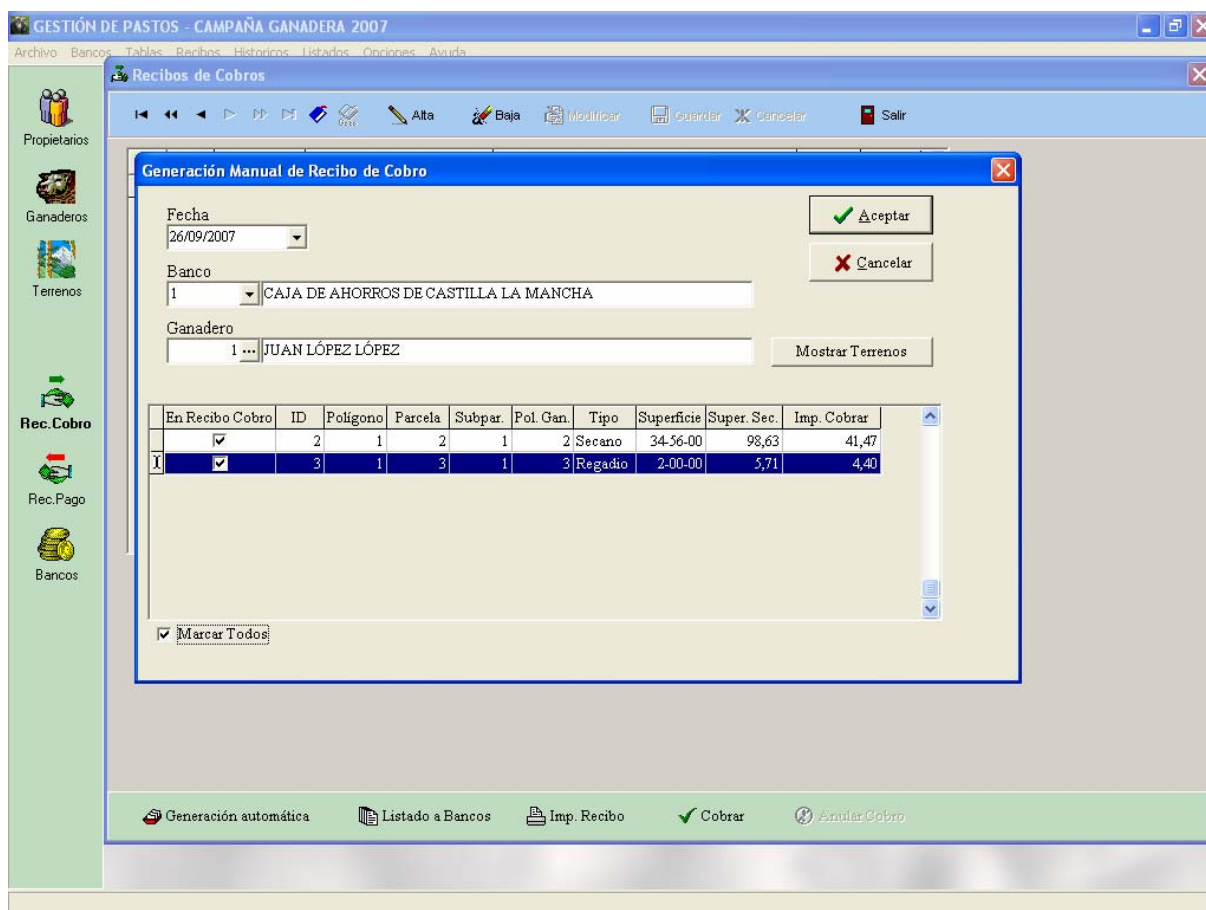 GESTIÓN DE PASTOS - CAMPAÑA GANADERA 2007
Archivo Bancos Tablas Recibos Historicos Listados Opciones Ayuda
Recibos de Cobros
Alta Baja Modificar Guardar Cancelar Salir
Propietarios
Ganaderos
Terrenos
Rec.Cobro
Rec.Pago
Bancos
Generación Manual de Recibo de Cobro
Fecha
26/09/2007
Aceptar
Cancelar
Banco
1 CAJA DE AHORROS DE CASTILLA LA MANCHA
Ganadero
1 ... JUAN LÓPEZ LÓPEZ
Mostrar Terrenos
En Recibo Cobro ID Polígono Parcela Subpar. Pol. Gan. Tipo Superficie Super. Sec. Imp. Cobrar
2 1 2 1 2 Secano 34-56-00 98,63 41,47
3 1 3 1 3 Regadio 2-00-00 5,71 4,40
Marcar Todos
Generación automática Listado a Bancos Imp. Recibo Cobrar Anular Cobro